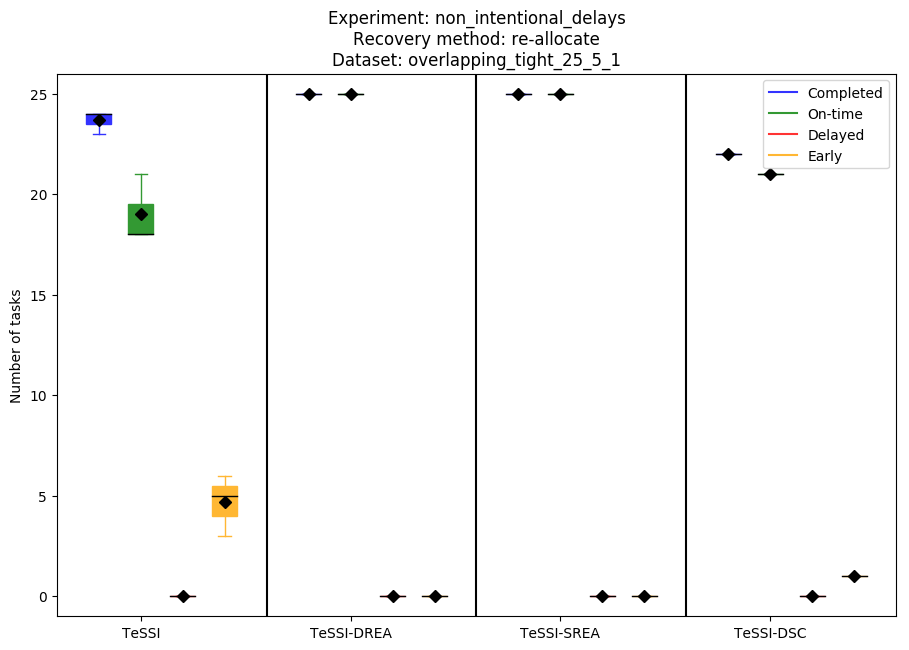 Experiment: non_intentional_delays
Recovery method: re-allocate
Dataset: overlapping_tight_25_5_1
Completed
On-time
Delayed
Early
Number of tasks
25
20
15
10
5
0
TeSSI
TeSSI-DREA
TeSSI-SREA
TeSSI-DSC